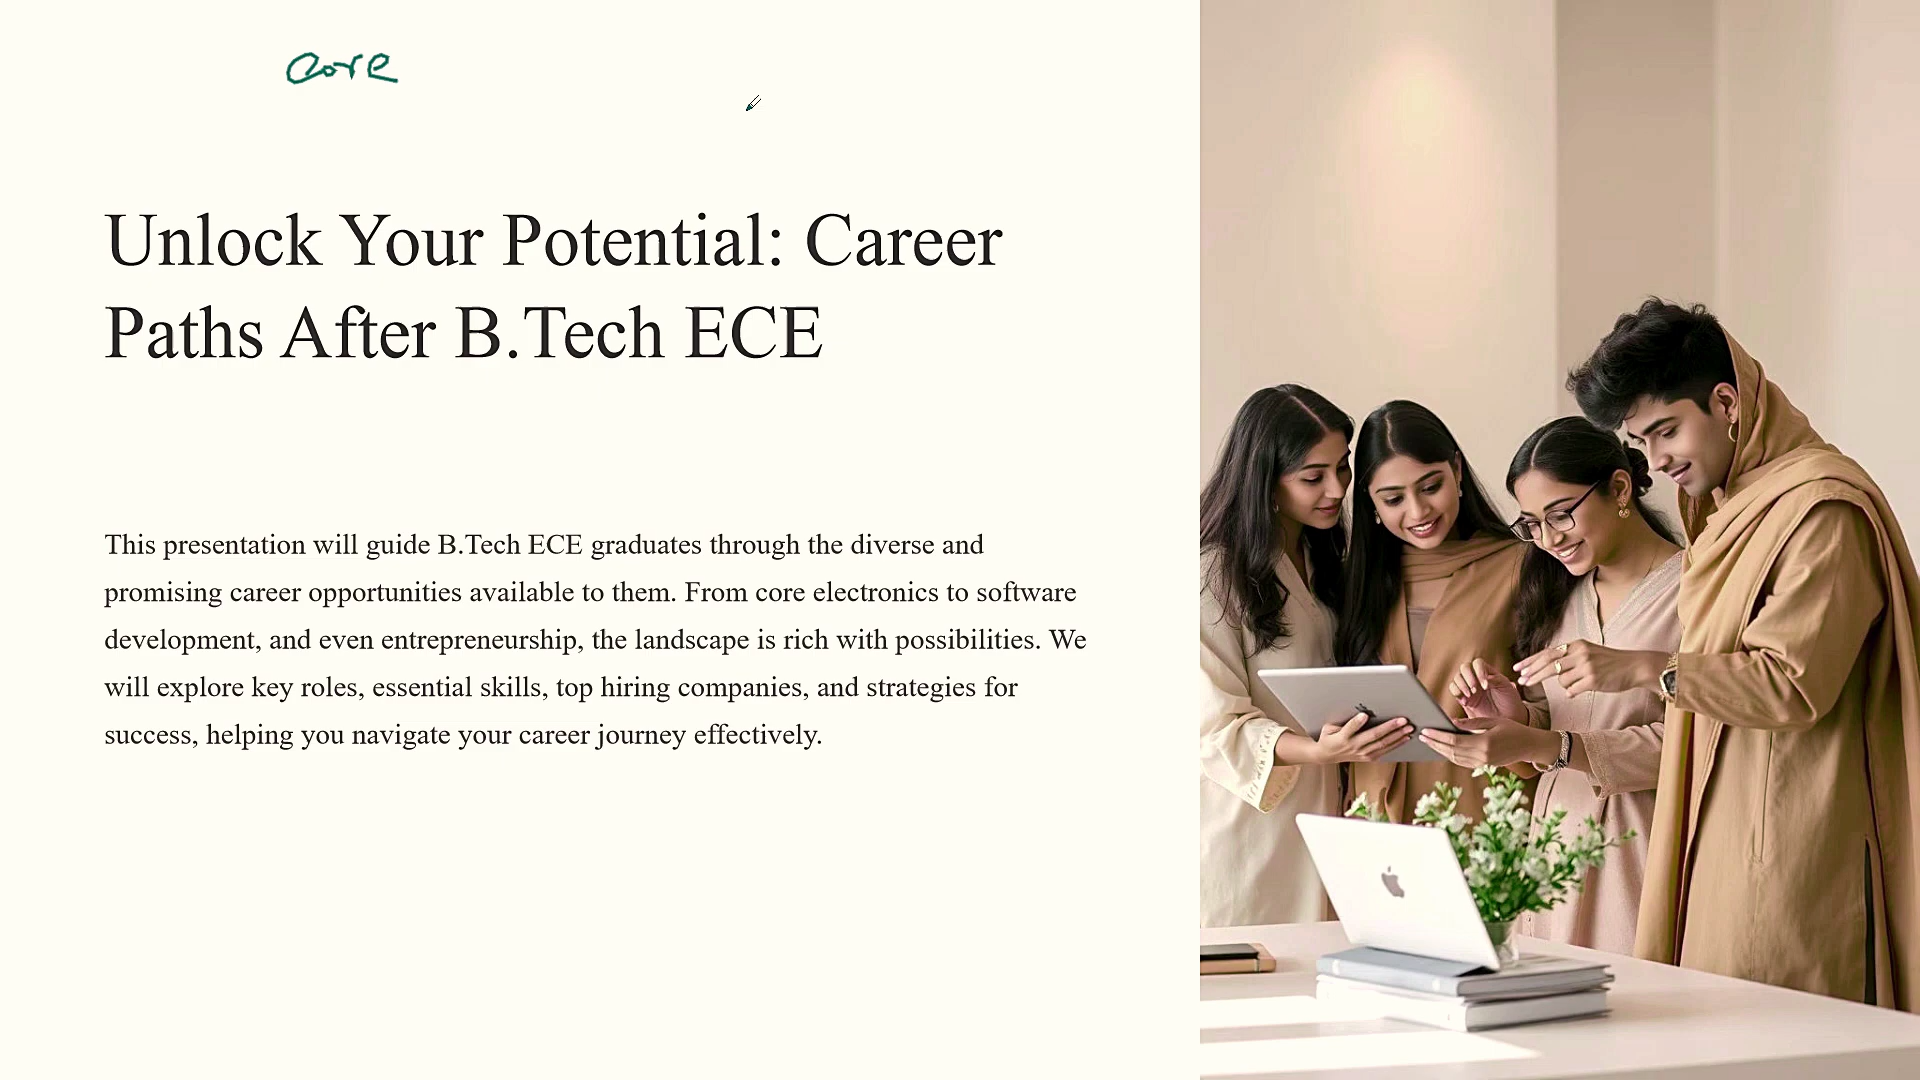 core
Unlock Your Potential: Career
Paths After B.Tech ECE
This presentation will guide B.Tech ECE graduates through the diverse and
promising career opportunities available to them. From core electronics to software
development, and even entrepreneurship, the landscape is rich with possibilities. We
will explore key roles, essential skills, top hiring companies, and strategies for
success, helping you navigate your career journey effectively.